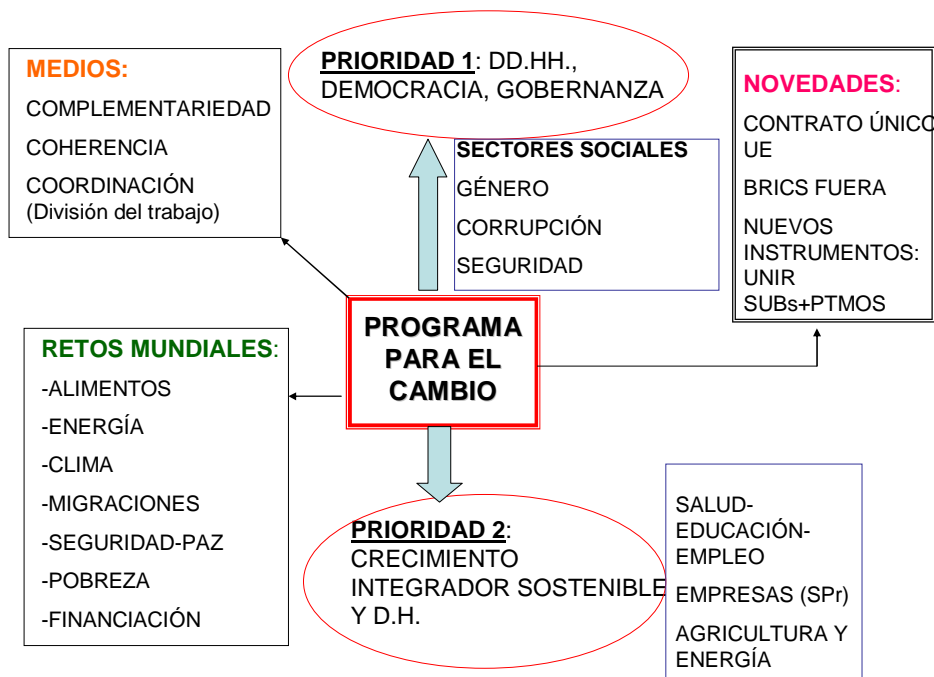 MEDIOS:
COMPLEMENTARIEDAD
COHERENCIA
COORDINACIÓN
(División del trabajo)
PRIORIDAD 1: DD.HH.,
DEMOCRACIA, GOBERNANZA
SECTORES SOCIALES
GÉNERO
CORRUPCIÓN
SEGURIDAD
NOVEDADES:
CONTRATO ÚNICO
UE
BRICS FUERA
NUEVOS
INSTRUMENTOS:
UNIR
SUBs+PTMOS
PROGRAMA
PARA EL
CAMBIO
RETOS MUNDIALES:
-ALIMENTOS
-ENERGÍA
-CLIMA
-MIGRACIONES
-SEGURIDAD-PAZ
-POBREZA
-FINANCIACIÓN
PRIORIDAD 2:
CRECIMIENTO
INTEGRADOR SOSTENIBLE
Y D.H.
SALUD-
EDUCACIÓN-
EMPLEO
EMPRESAS (SPr)
AGRICULTURA Y
ENERGÍA